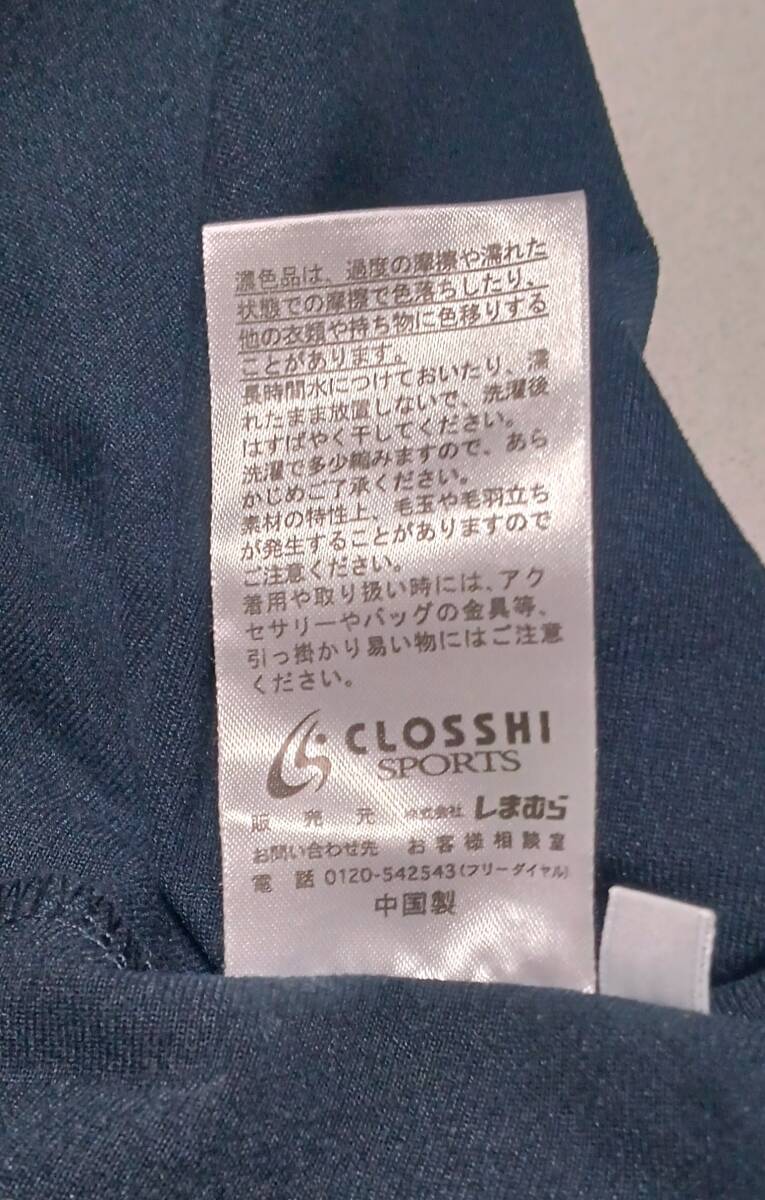 濃色品は、過度の摩擦や濡れた
状態での摩擦で色落ちしたり、
他の衣類や持ち物に色移りする
ことがあります。
長時間水につけておいたり、濡
れたまま放置しないで、洗濯後
はすばやく干してください。
洗濯で多少縮みますので、あら
かじめご了承ください。
素材の特性上、毛玉や毛羽立ち
が発生することがありますので
ご注意ください。
着用や取り扱い時には、アク
セサリーやバッグの金具等、
引っ掛かり易い物にはご注意
ください。
CLOSSHI
SPORTS
販売元 株式会社 しまむら
お問い合わせ先 お客様相談室
電話 0120-542543(フリーダイヤル)
中国製